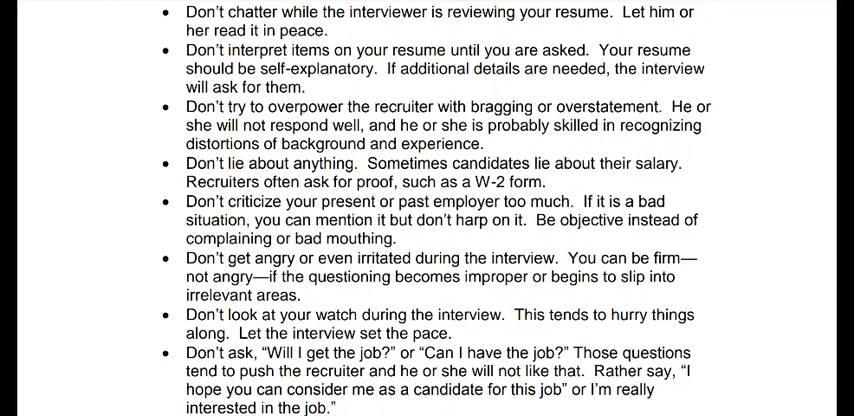 • Don’t chatter while the interviewer is reviewing your resume.  Let him or
her read it in peace.
• Don’t interpret items on your resume until you are asked.  Your resume
should be self-explanatory.  If additional details are needed, the interview
will ask for them.
• Don’t try to overpower the recruiter with bragging or overstatement.  He or
she will not respond well, and he or she is probably skilled in recognizing
distortions of background and experience.
• Don’t lie about anything.  Sometimes candidates lie about their salary.
Recruiters often ask for proof, such as a W-2 form.
• Don’t criticize your present or past employer too much.  If it is a bad
situation, you can mention it but don’t harp on it.  Be objective instead of
complaining or bad mouthing.
• Don’t get angry or even irritated during the interview.  You can be firm—
not angry—if the questioning becomes improper or begins to slip into
irrelevant areas.
• Don’t look at your watch during the interview.  This tends to hurry things
along.  Let the interview set the pace.
• Don’t ask, “Will I get the job?” or “Can I have the job?” Those questions
tend to push the recruiter and he or she will not like that.  Rather say, “I
hope you can consider me as a candidate for this job” or I’m really
interested in the job.”